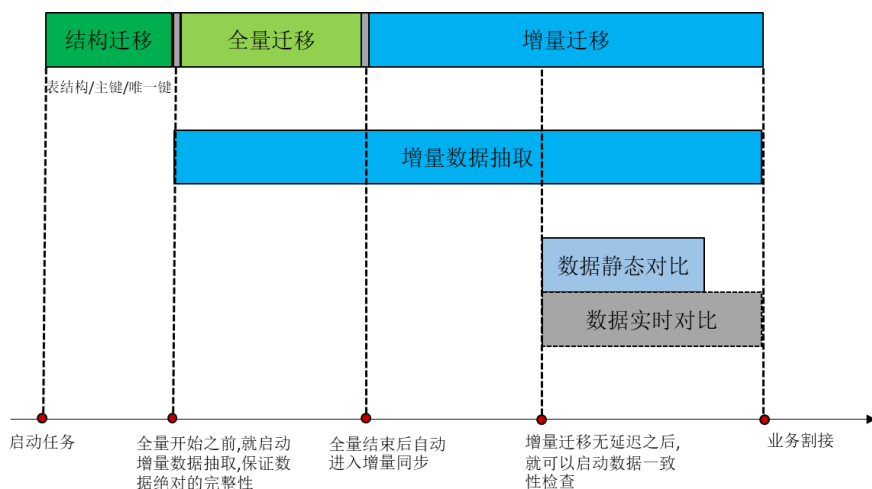 结构迁移
全量迁移
增量迁移
表结构/主键/唯一键
增量数据抽取
数据静态对比
数据实时对比
启动任务
全量开始之前,就启动
增量数据抽取,保证数
据绝对的完整性
全量结束后自动
进入增量同步
增量迁移无延迟之后,
就可以启动数据一致
性检查
业务割接